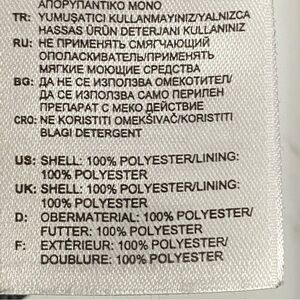 ΑΠΟΡΥΠΑΝΤΙΚΟ ΜΟΝΟ
TR: YUMUŞATICI KULLANMAYINIZ/YALNIZCA
HASSAS ÜRÜN DETERJANI KULLANINIZ
RU: НЕ ПРИМЕНЯТЬ СМЯГЧАЮЩИЙ
ОПОЛАСКИВАТЕЛЬ/ПРИМЕНЯТЬ
МЯГКИЕ МОЮЩИЕ СРЕДСТВА
BG: ДА НЕ СЕ ИЗПОЛЗВА ОМЕКОТИТЕЛ/
ДА СЕ ИЗПОЛЗВА САМО ПЕРИЛЕН
ПРЕПАРАТ С МЕКО ДЕЙСТВИЕ
CRO: NE KORISTITI OMEKŠIVAČ/KORISTITI
BLAGI DETERGENT
US: SHELL: 100% POLYESTER/LINING:
100% POLYESTER
UK: SHELL: 100% POLYESTER/LINING:
100% POLYESTER
D: OBERMATERIAL: 100% POLYESTER/
FUTTER: 100% POLYESTER
F: EXTÉRIEUR: 100% POLYESTER/
DOUBLURE: 100% POLYESTER